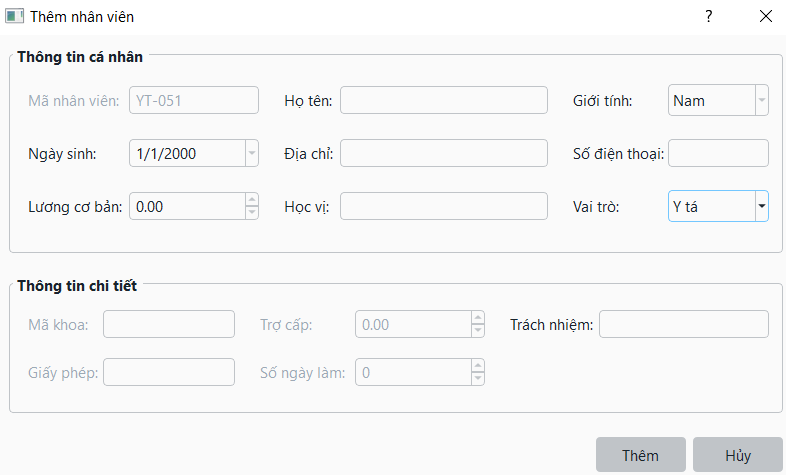 Thêm nhân viên
?
Thông tin cá nhân
Mã nhân viên: YT-051 Họ tên: Giới tính: Nam
Ngày sinh: 1/1/2000 Địa chỉ: Số điện thoại:
Lương cơ bản: 0.00 Học vị: Vai trò: Y tá
Thông tin chi tiết
Mã khoa: Trợ cấp: 0.00 Trách nhiệm:
Giấy phép: Số ngày làm: 0
Thêm Hủy